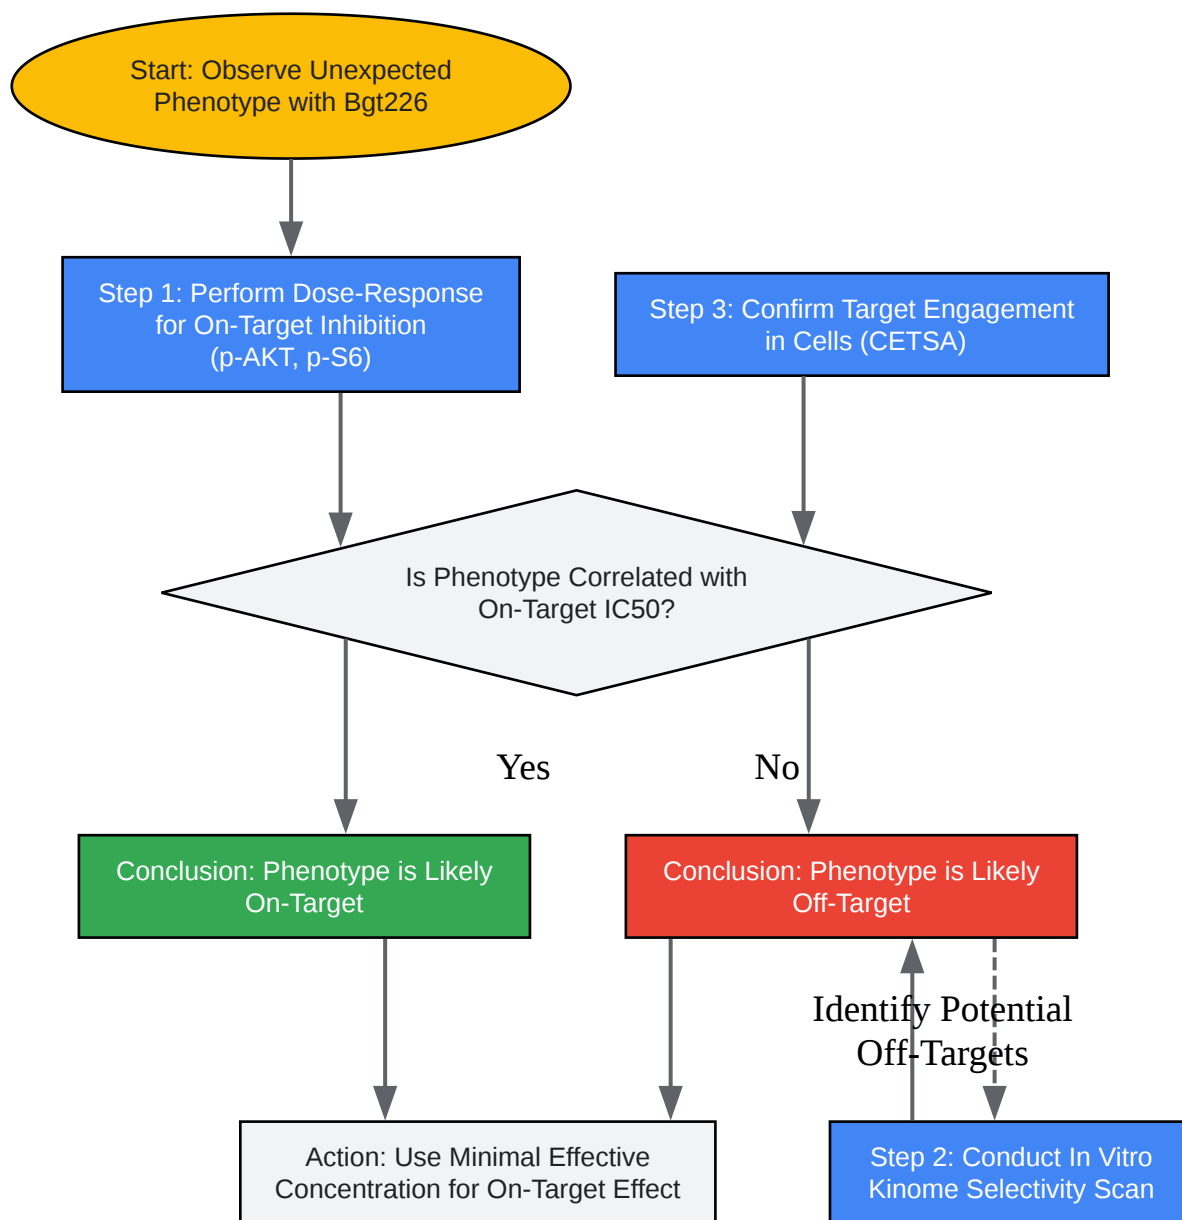 Start: Observe Unexpected
Phenotype with Bgt226
Step 1: Perform Dose-Response
for On-Target Inhibition
(p-AKT, p-S6)
Step 3: Confirm Target Engagement
in Cells (CETSA)
Is Phenotype Correlated with
On-Target IC50?
Yes
No
Conclusion: Phenotype is Likely
On-Target
Conclusion: Phenotype is Likely
Off-Target
Identify Potential
Off-Targets
Action: Use Minimal Effective
Concentration for On-Target Effect
Step 2: Conduct In Vitro
Kinome Selectivity Scan